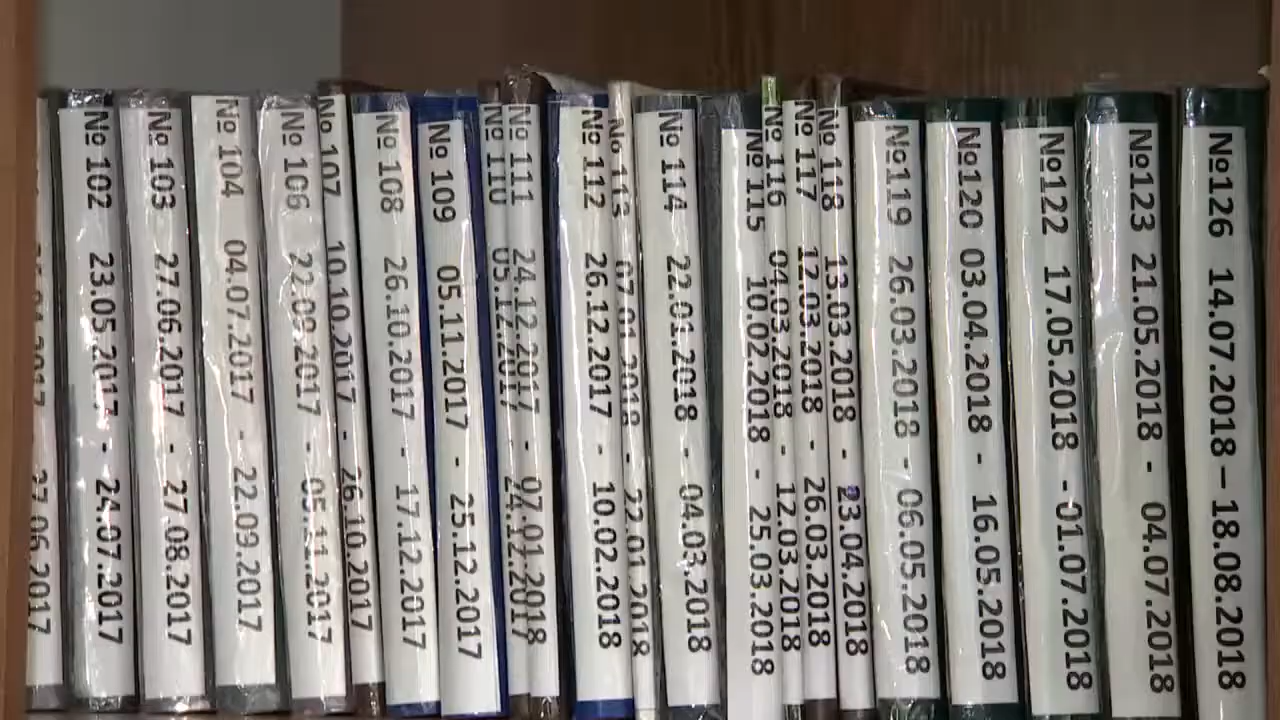 27.06.2017
№ 102 23.05.2017 - 24.07.2017
№ 103 27.06.2017 - 27.08.2017
№ 104 04.07.2017 - 22.09.2017
№ 106 22.09.2017 - 05.11.2017
№ 107 10.10.2017 - 26.10.2017
№ 108 26.10.2017 - 17.12.2017
№ 109 05.11.2017 - 25.12.2017
№ 110 05.12.2017 - 24.12.2017
№ 111 24.12.2017 - 07.01.2018
№ 112 26.12.2017 - 10.02.2018
№ 113 07.01.2018 - 22.01.2018
№ 114 22.01.2018 - 04.03.2018
№ 115 10.02.2018 - 25.03.2018
№ 116 04.03.2018 - 12.03.2018
№ 117 12.03.2018 - 26.03.2018
№ 118 13.03.2018 - 23.04.2018
№119 26.03.2018 - 06.05.2018
№120 03.04.2018 - 16.05.2018
№122 17.05.2018 -01.07.2018
№123 21.05.2018 - 04.07.2018
№126 14.07.2018 – 18.08.2018